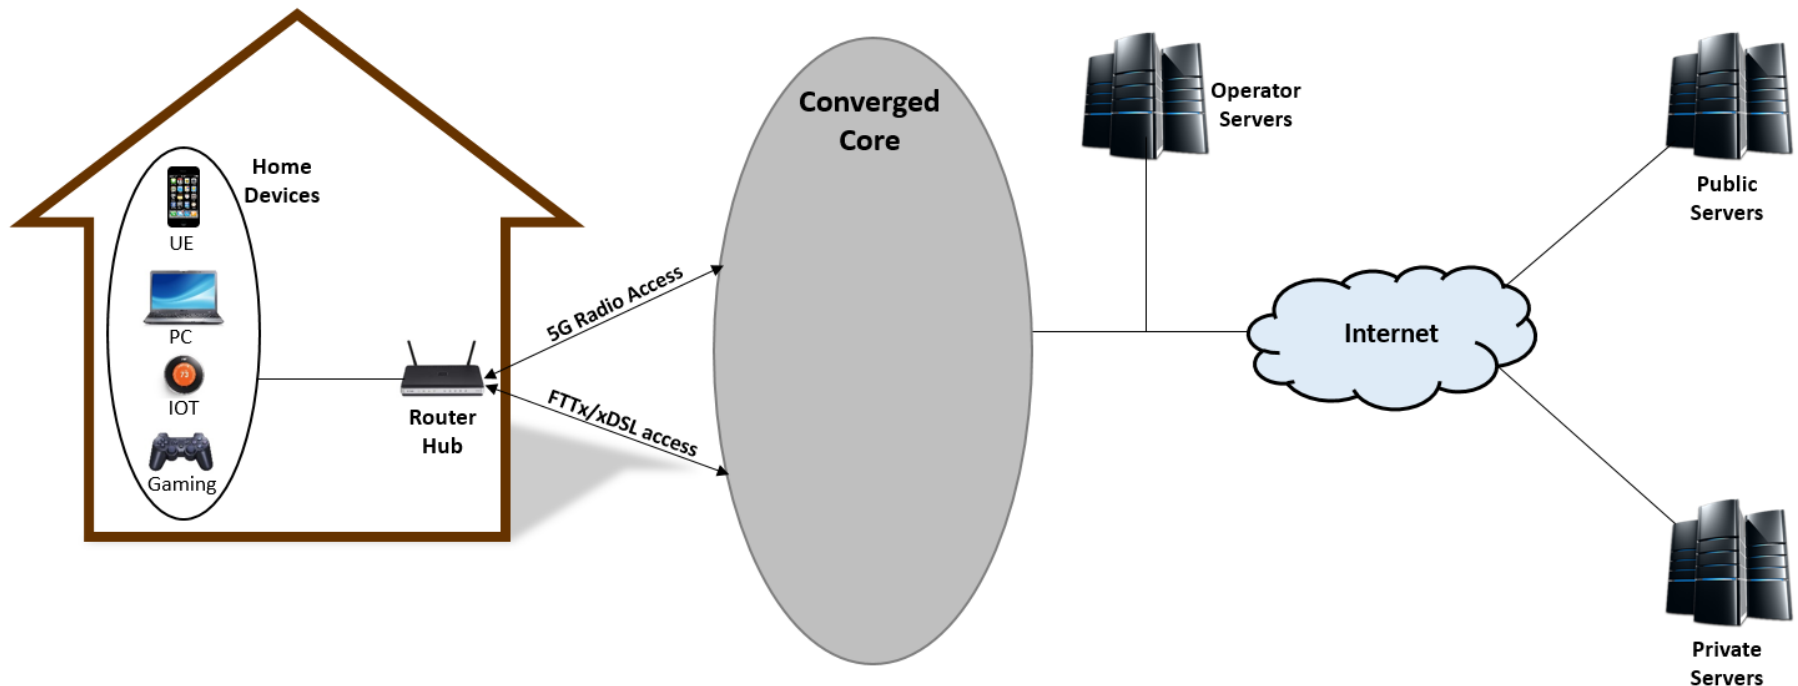 Home
Devices
UE
PC
73
IOT
Gaming
Router
Hub
5G Radio Access
FTTx/xDSL access
Converged
Core
Operator
Servers
Internet
Public
Servers
Private
Servers